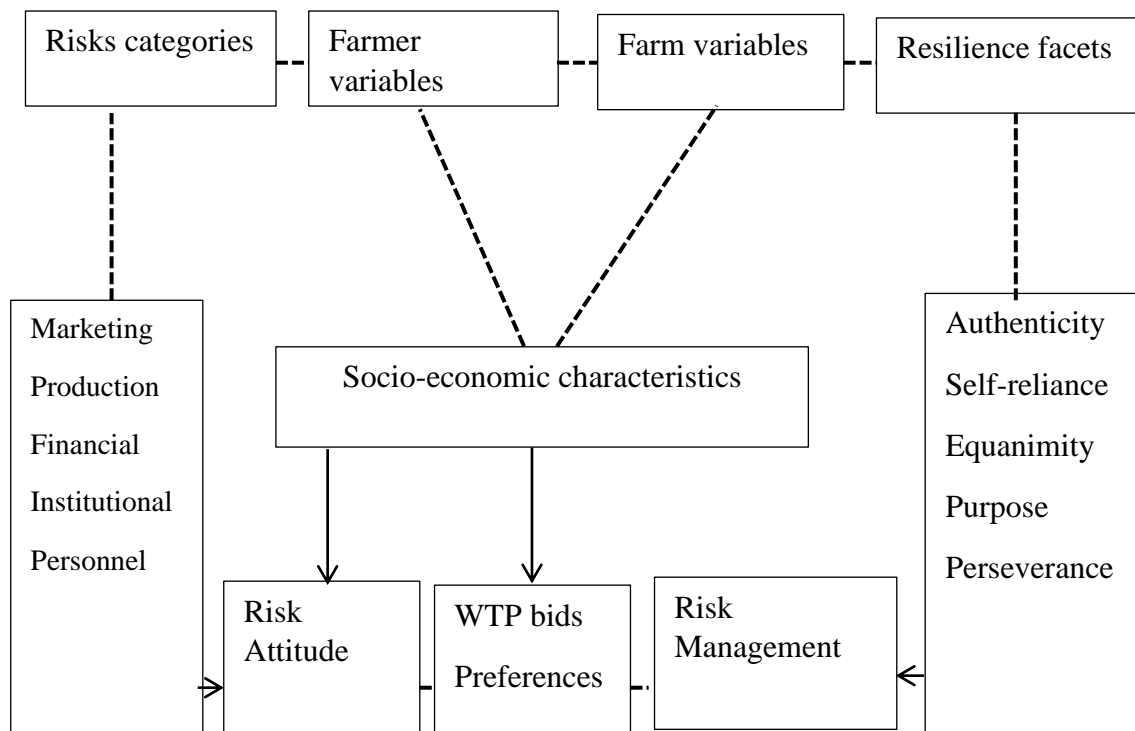 Risks categories
Farmer
variables
Farm variables
Resilience facets
Marketing
Production
Financial
Institutional
Personnel
Socio-economic characteristics
Authenticity
Self-reliance
Equanimity
Purpose
Perseverance
Risk
Attitude
WTP bids
Preferences
Risk
Management